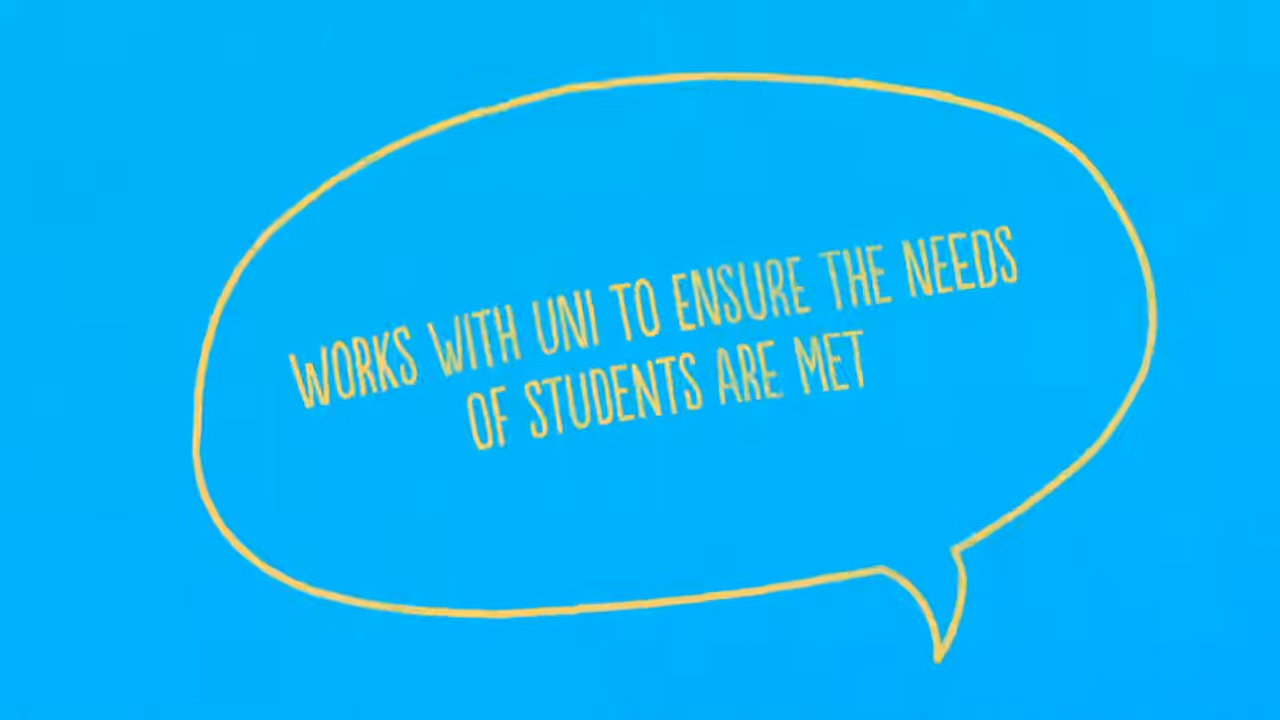 WORKS WITH UNI TO ENSURE THE NEEDS
OF STUDENTS ARE MET